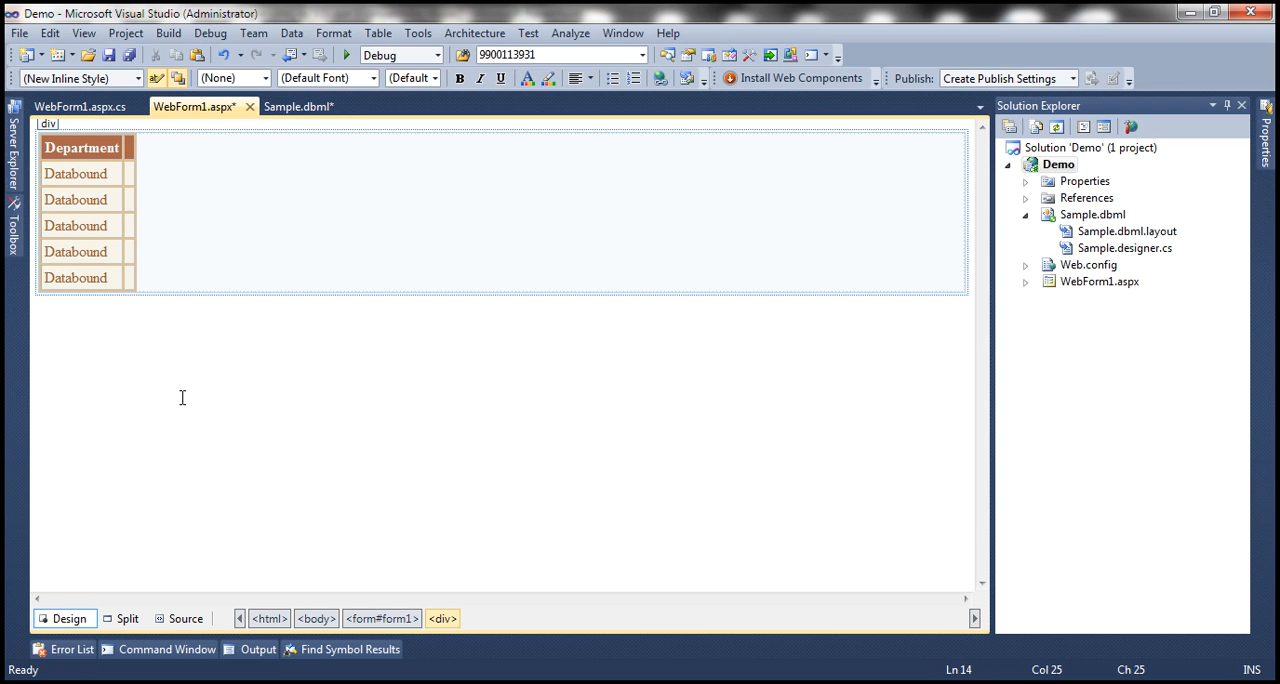 Demo - Microsoft Visual Studio (Administrator)
File Edit View Project Build Debug Team Data Format Table Tools Architecture Test Analyze Window Help
Debug 9900113931
(New Inline Style) (None) (Default Font) (Default B I U A Install Web Components Publish: Create Publish Settings
WebForm1.aspx.cs WebForm1.aspx* Sample.dbml* Solution Explorer
div
Department
Databound
Databound
Databound
Databound
Databound
Server Explorer
Toolbox
Properties
Solution 'Demo' (1 project)
Demo
Properties
References
Sample.dbml
Sample.dbml.layout
Sample.designer.cs
Web.config
WebForm1.aspx
Design Split Source <html> <body> <form#form1> <div>
Error List Command Window Output Find Symbol Results
Ready Ln 14 Col 25 Ch 25 INS